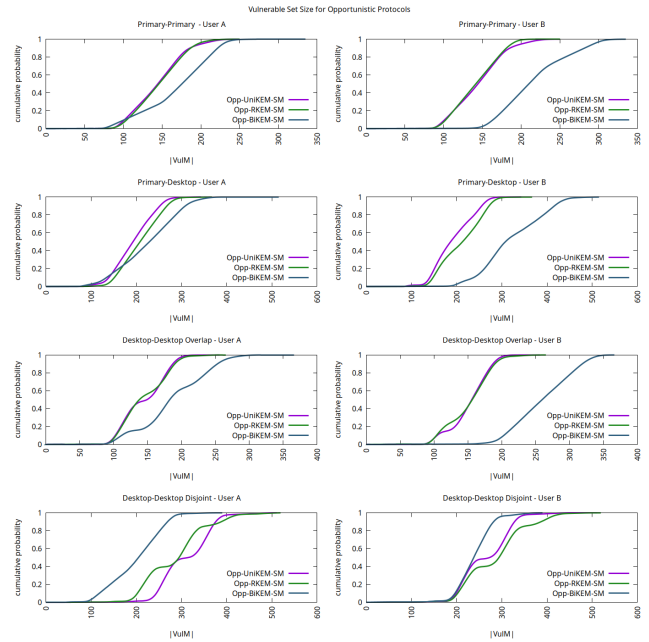 Vulnerable Set Size for Opportunistic Protocols
Primary-Primary - User A
cumulative probability
1
0.8
0.6
0.4
0.2
0
Opp-UniKEM-SM
Opp-RKEM-SM
Opp-BiKEM-SM
0 50 100 150 200 250 300 350
|VulM|
Primary-Primary - User B
cumulative probability
1
0.8
0.6
0.4
0.2
0
Opp-UniKEM-SM
Opp-RKEM-SM
Opp-BiKEM-SM
0 50 100 150 200 250 300 350
|VulM|
Primary-Desktop - User A
cumulative probability
1
0.8
0.6
0.4
0.2
0
Opp-UniKEM-SM
Opp-RKEM-SM
Opp-BiKEM-SM
0 100 200 300 400 500 600
|VulM|
Primary-Desktop - User B
cumulative probability
1
0.8
0.6
0.4
0.2
0
Opp-UniKEM-SM
Opp-RKEM-SM
Opp-BiKEM-SM
0 100 200 300 400 500 600
|VulM|
Desktop-Desktop Overlap - User A
cumulative probability
1
0.8
0.6
0.4
0.2
0
Opp-UniKEM-SM
Opp-RKEM-SM
Opp-BiKEM-SM
0 50 100 150 200 250 300 350 400
|VulM|
Desktop-Desktop Overlap - User B
cumulative probability
1
0.8
0.6
0.4
0.2
0
Opp-UniKEM-SM
Opp-RKEM-SM
Opp-BiKEM-SM
0 50 100 150 200 250 300 350 400
|VulM|
Desktop-Desktop Disjoint - User A
cumulative probability
1
0.8
0.6
0.4
0.2
0
Opp-UniKEM-SM
Opp-RKEM-SM
Opp-BiKEM-SM
0 100 200 300 400 500 600
|VulM|
Desktop-Desktop Disjoint - User B
cumulative probability
1
0.8
0.6
0.4
0.2
0
Opp-UniKEM-SM
Opp-RKEM-SM
Opp-BiKEM-SM
0 100 200 300 400 500 600
|VulM|